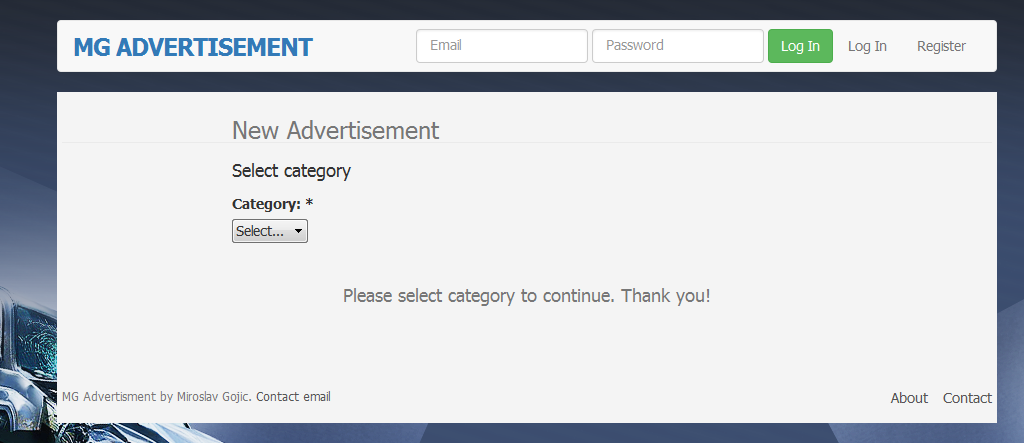 MG ADVERTISEMENT Email Password Log In Log In Register
New Advertisement
Select category
Category: *
Select...
Please select category to continue. Thank you!
MG Advertisment by Miroslav Gojic. Contact email About Contact